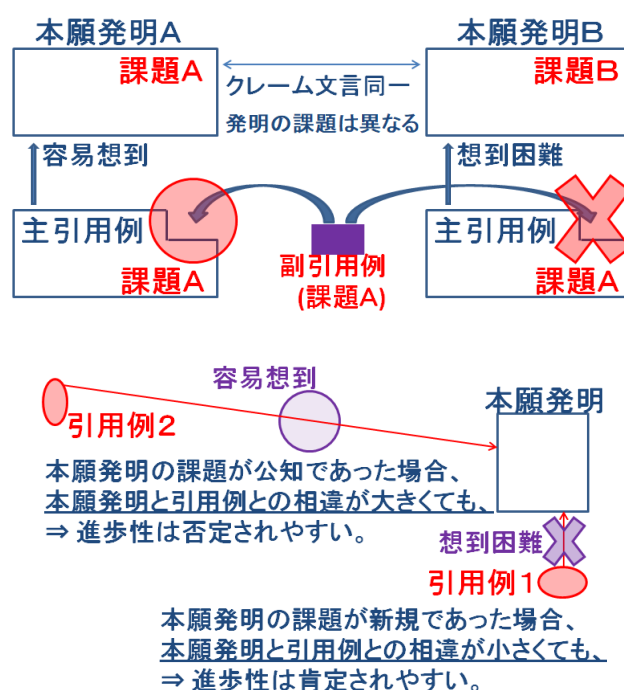 本願発明A
本願発明B
課題A
課題B
クレーム文言同一
発明の課題は異なる
容易想到
想到困難
主引用例
主引用例
課題A
副引用例
(課題A)
課題A
容易想到
引用例2
本願発明
本願発明の課題が公知であった場合、
本願発明と引用例との相違が大きくても、
⇒ 進歩性は否定されやすい。
想到困難
引用例1
本願発明の課題が新規であった場合、
本願発明と引用例との相違が小さくても、
⇒ 進歩性は肯定されやすい。